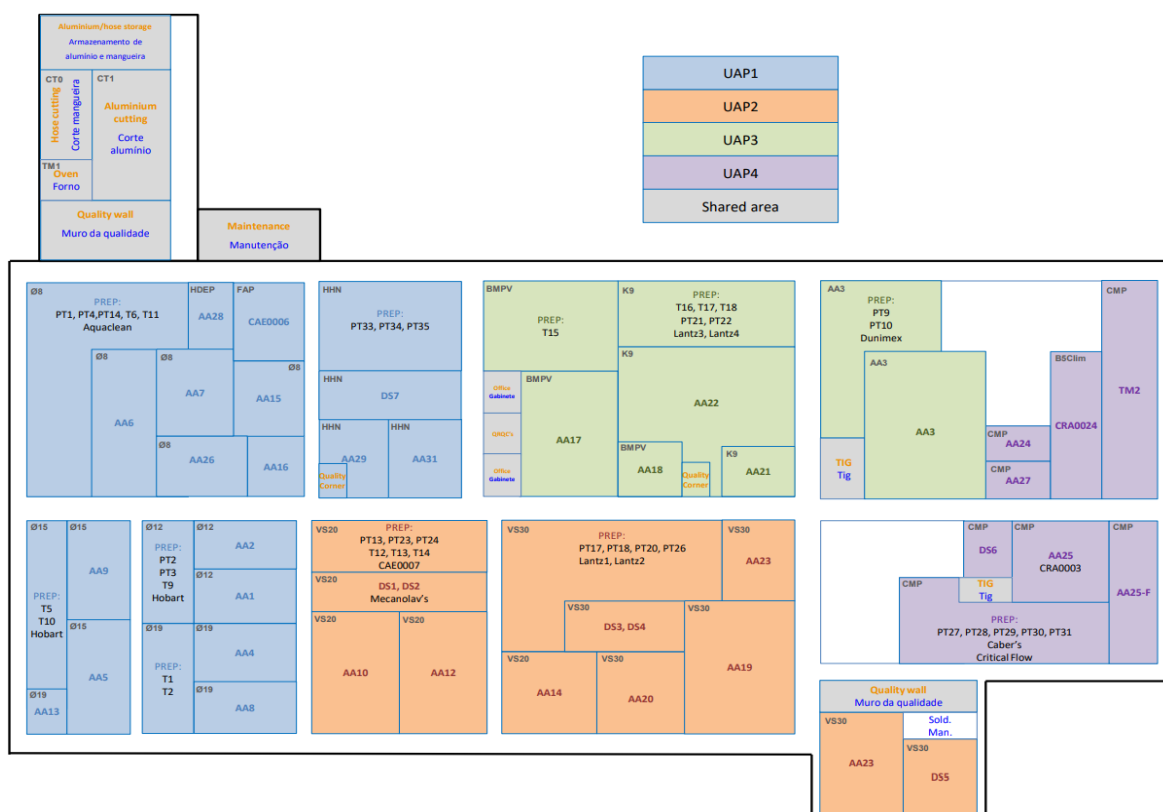 Aluminium/hose storage
Armazenamento de
alumínio e mangueira
CT0
Hose cutting
Corte mangueira
CT1
Aluminium
cutting
Corte
alumínio
TM1
Oven
Forno
Quality wall
Muro da qualidade
Maintenance
Manutenção
UAP1
UAP2
UAP3
UAP4
Shared area
Ø8
PREP:
PT1, PT4,PT14, T6, T11
Aquaclean
HDEP
AA28
FAP
CAE0006
Ø8
AA6
Ø8
AA7
Ø8
AA15
Ø8
AA26
AA16
HHN
PREP:
PT33, PT34, PT35
HHN
DS7
HHN
AA29
Quality
Corner
HHN
AA31
BMPV
PREP:
T15
K9
PREP:
T16, T17, T18
PT21, PT22
Lantz3, Lantz4
Office
Gabinete
QRQC's
Office
Gabinete
BMPV
AA17
K9
AA22
BMPV
AA18
Quality
Corner
K9
AA21
AA3
PREP:
PT9
PT10
Dunimex
AA3
AA3
TIG
Tig
CMP
AA24
CMP
AA27
BSClim
CRA0024
CMP
TM2
Ø15
PREP:
T5
T10
Hobart
Ø15
AA9
Ø15
AA5
Ø19
AA13
Ø12
PREP:
PT2
PT3
T9
Hobart
Ø12
AA2
Ø12
AA1
Ø19
PREP:
T1
T2
Ø19
AA4
Ø19
AA8
VS20
PREP:
PT13, PT23, PT24
T12, T13, T14
CAE0007
VS20
DS1, DS2
Mecanolav's
VS20
AA10
VS20
AA12
VS30
PREP:
PT17, PT18, PT20, PT26
Lantz1, Lantz2
VS30
AA23
VS30
DS3, DS4
VS20
AA14
VS30
AA20
VS30
AA19
CMP
DS6
CMP
AA25
CRA0003
CMP
AA25-F
CMP
TIG
Tig
PREP:
PT27, PT28, PT29, PT30, PT31
Caber's
Critical Flow
Quality wall
Muro da qualidade
VS30
AA23
Sold.
Man.
VS30
DS5